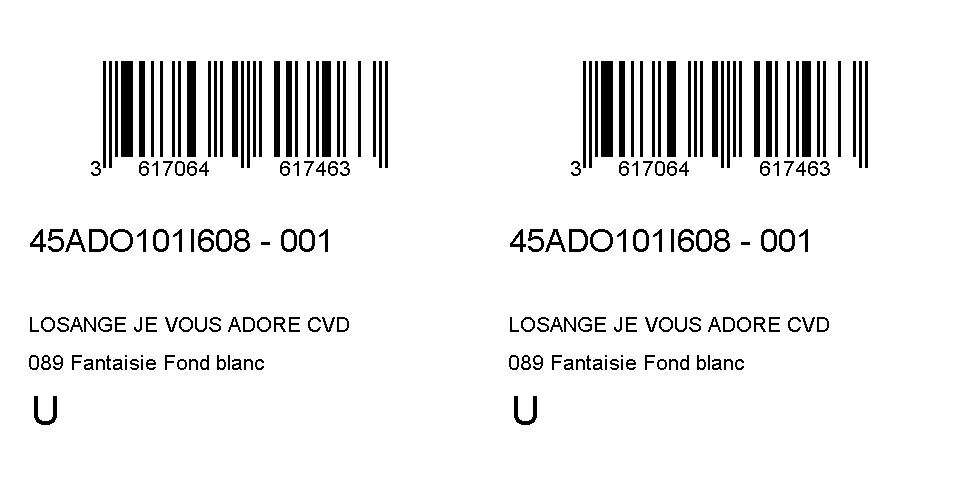 3 617064 617463
45ADO101I608 - 001
LOSANGE JE VOUS ADORE CVD
089 Fantaisie Fond blanc
U
3 617064 617463
45ADO101I608 - 001
LOSANGE JE VOUS ADORE CVD
089 Fantaisie Fond blanc
U